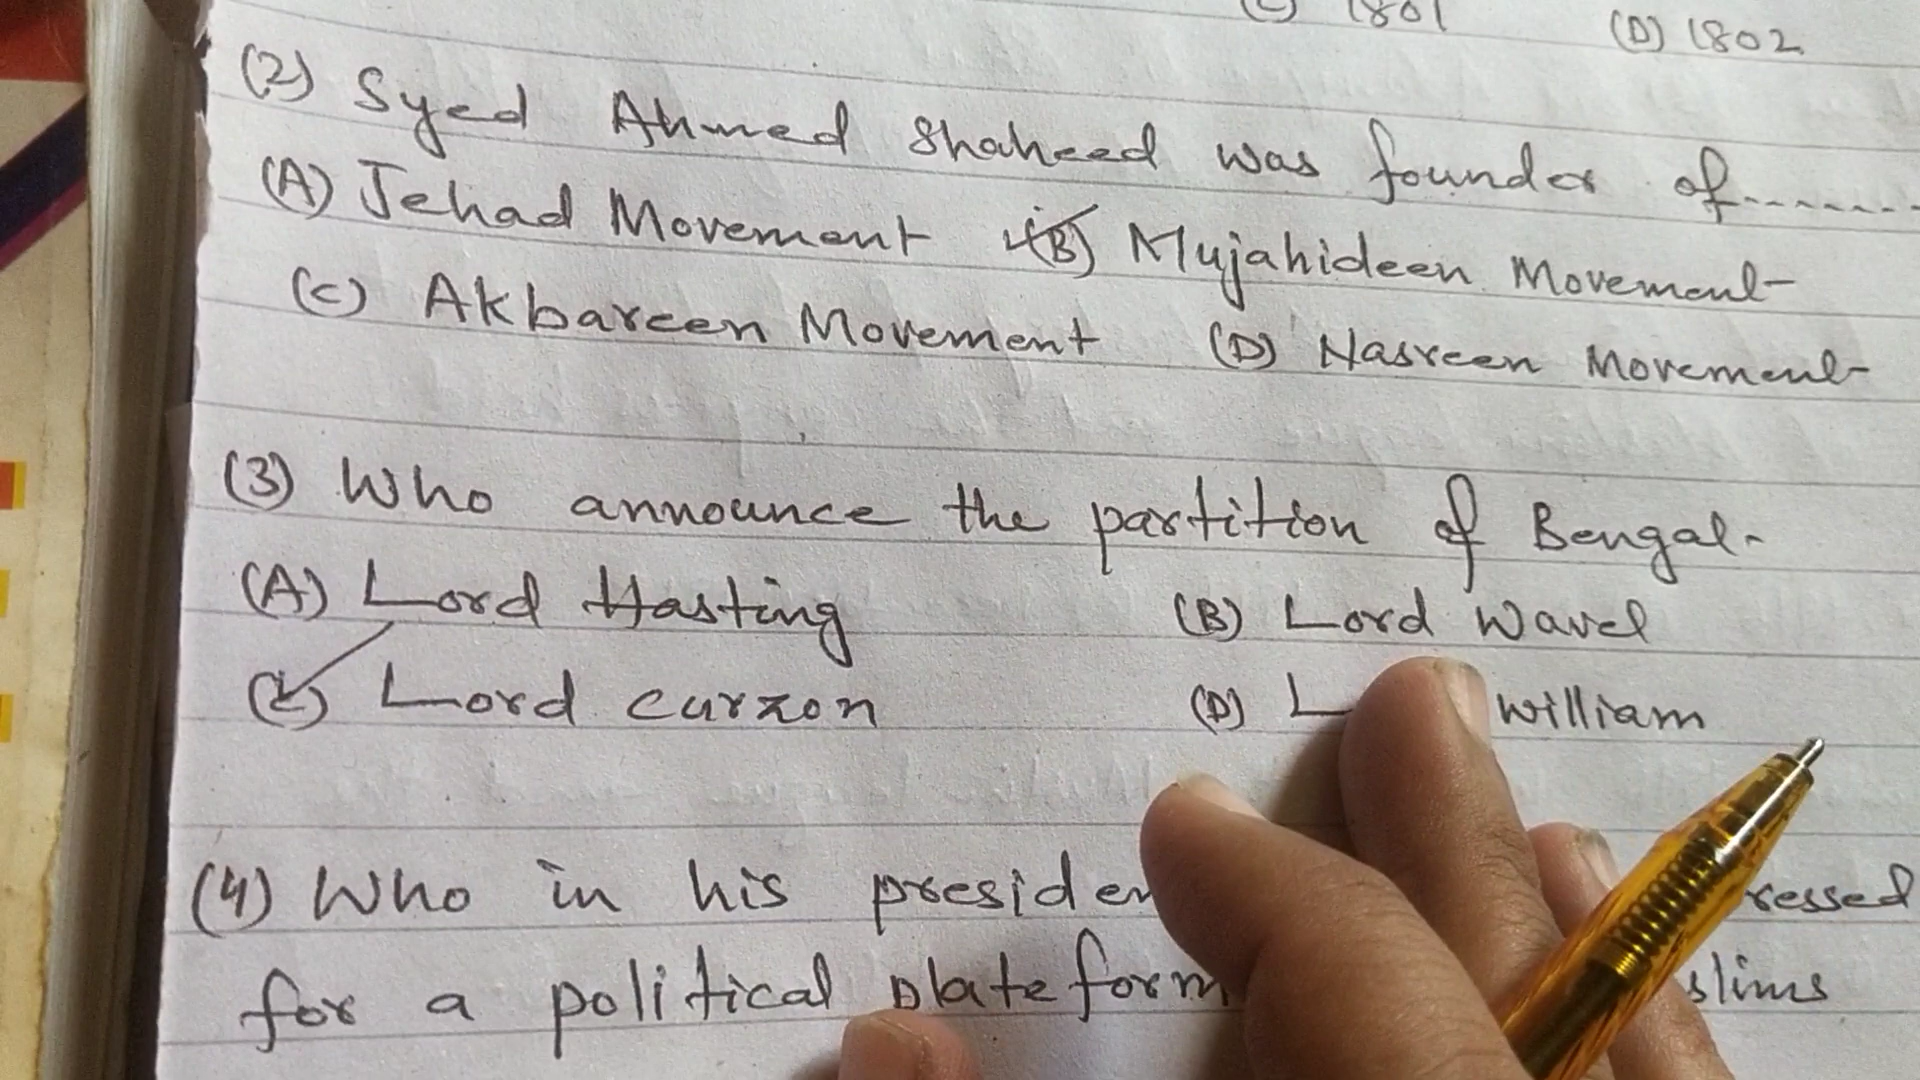 (C) 1801 (D) 1802
(2) Syed Ahmed Shaheed was founder of........
(A) Jehad Movement (B) Mujahideen Movement
(C) Akbareen Movement (D) Nasreen Movement
(3) Who announce the partition of Bengal-
(A) Lord Hasting (B) Lord Wavel
(C) Lord curzon (D) L william
(4) Who in his presiden ressed
for a political plateform slims